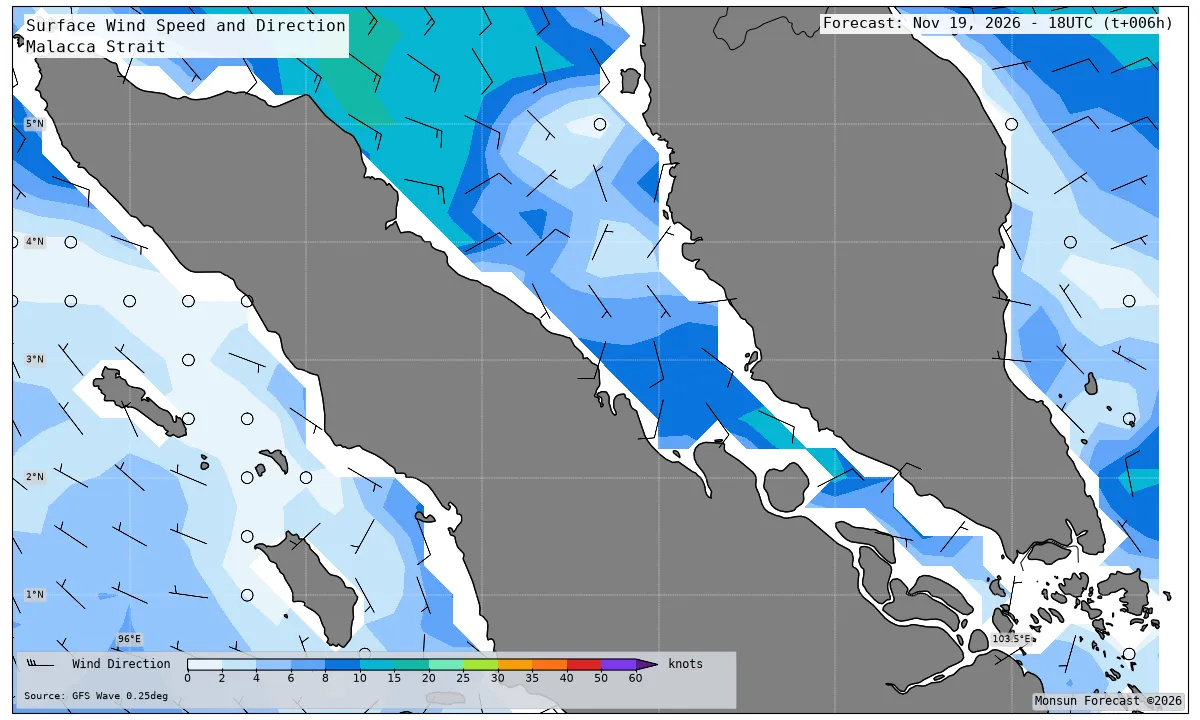 Surface Wind Speed and Direction
Malacca Strait
Forecast: Nov 19, 2026 - 18UTC (t+006h)
5°N
4°N
3°N
2°N
1°N
96°E
103.5°E
Wind Direction
0 2 4 6 8 10 15 20 25 30 35 40 50 60
knots
Source: GFS Wave 0.25deg
Monsun Forecast ©2026